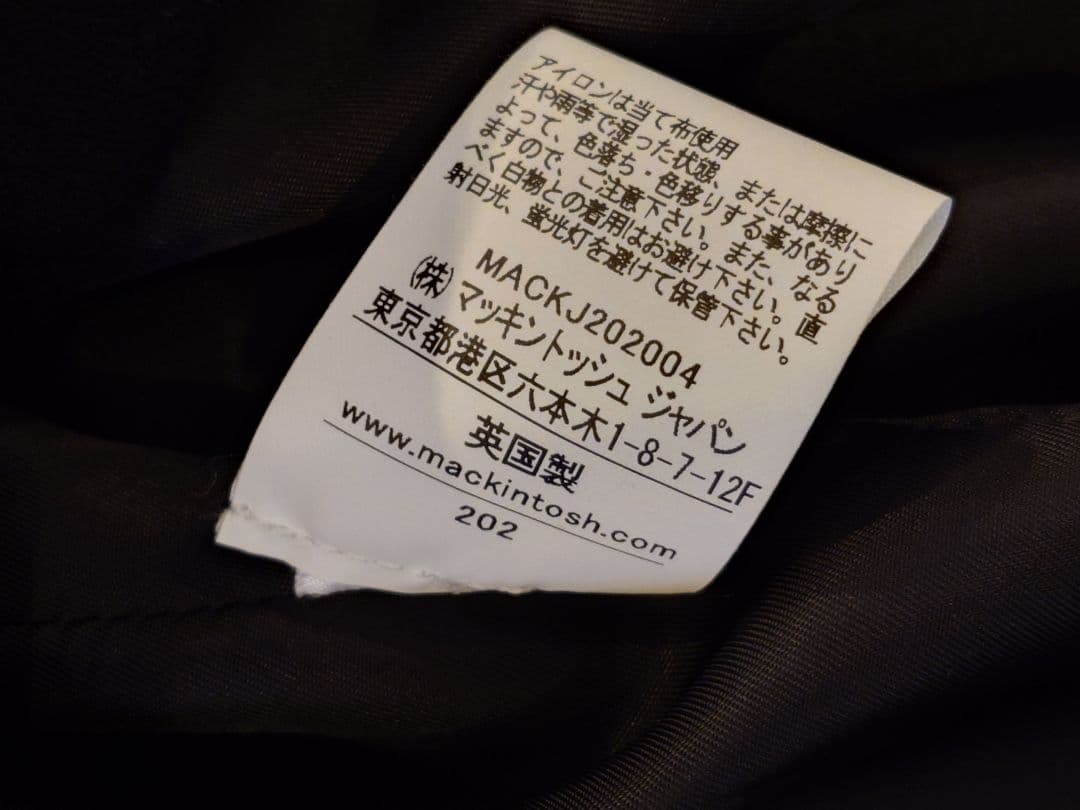 アイロンは当て布使用
汗や雨等で湿った状態、または摩擦に
よって、色落ち・色移りする事があり
ますので、ご注意下さい。また、なる
べく白物との着用はお避け下さい。直
射日光、蛍光灯を避けて保管下さい。
MACKJ202004
(株)マッキントッシュ ジャパン
東京都港区六本木1-8-7-12F
英国製
www.mackintosh.com
202